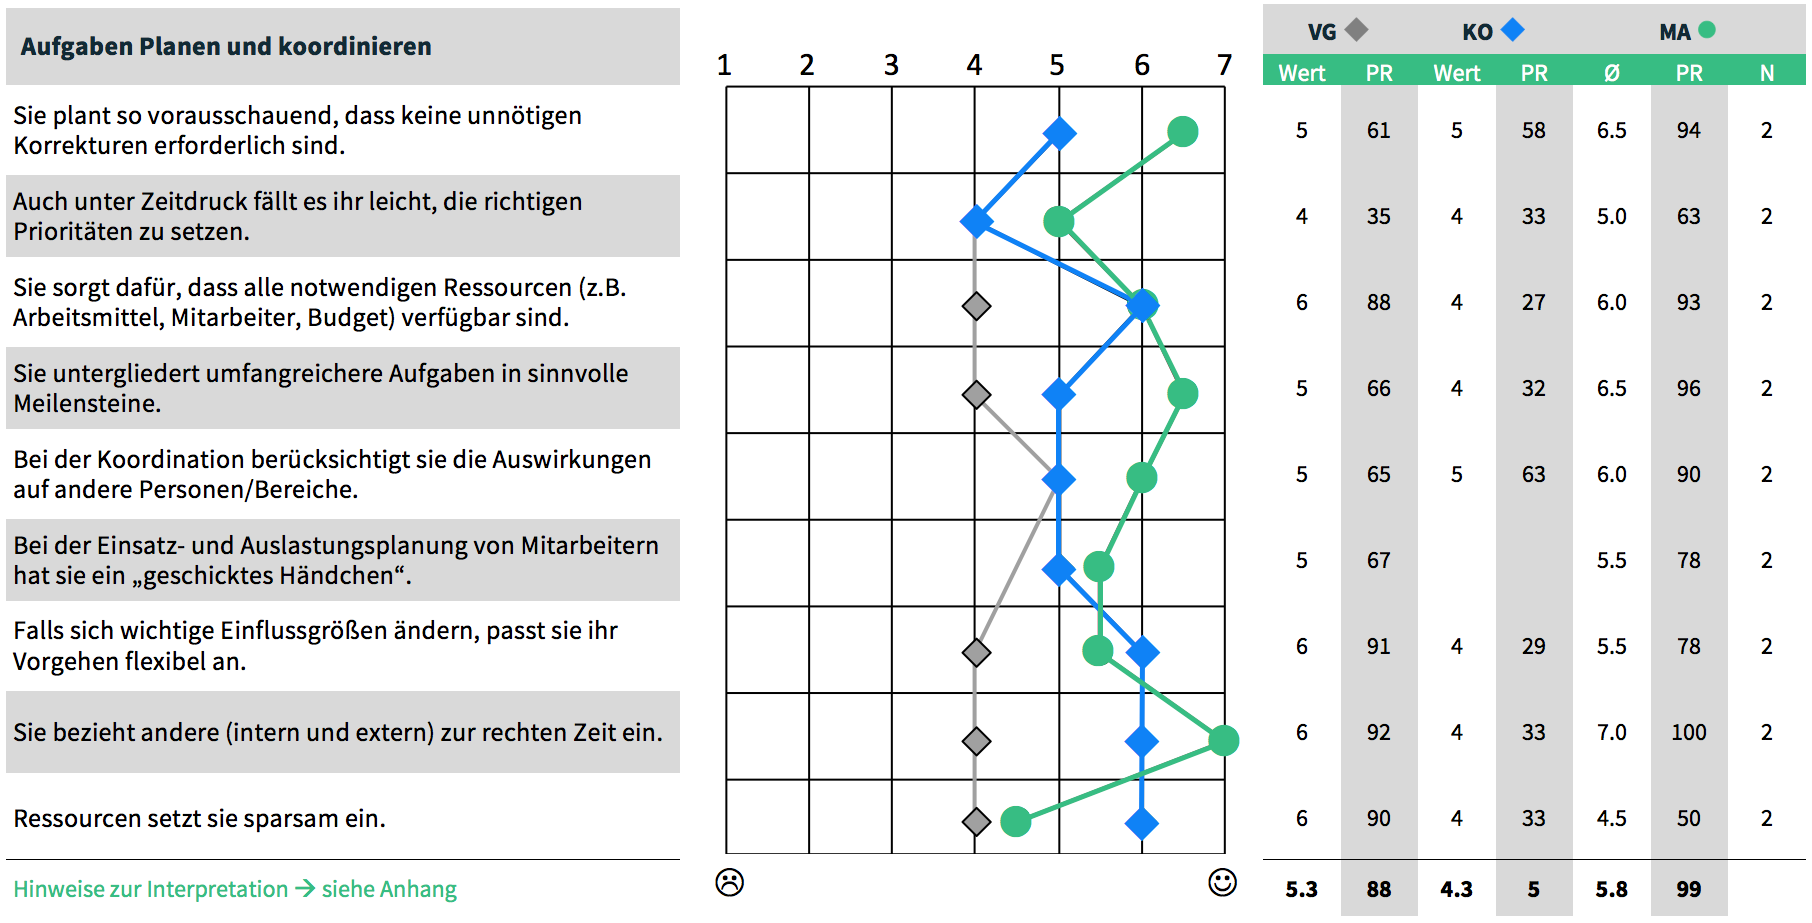 Aufgaben Planen und koordinieren
1 2 3 4 5 6 7
VG KO MA
Wert PR Wert PR Ø PR N
Sie plant so vorausschauend, dass keine unnötigen
Korrekturen erforderlich sind.
5 61 5 58 6.5 94 2
Auch unter Zeitdruck fällt es ihr leicht, die richtigen
Prioritäten zu setzen.
4 35 4 33 5.0 63 2
Sie sorgt dafür, dass alle notwendigen Ressourcen (z.B.
Arbeitsmittel, Mitarbeiter, Budget) verfügbar sind.
6 88 4 27 6.0 93 2
Sie untergliedert umfangreichere Aufgaben in sinnvolle
Meilensteine.
5 66 4 32 6.5 96 2
Bei der Koordination berücksichtigt sie die Auswirkungen
auf andere Personen/Bereiche.
5 65 5 63 6.0 90 2
Bei der Einsatz- und Auslastungsplanung von Mitarbeitern
hat sie ein „geschicktes Händchen“.
5 67 5.5 78 2
Falls sich wichtige Einflussgrößen ändern, passt sie ihr
Vorgehen flexibel an.
6 91 4 29 5.5 78 2
Sie bezieht andere (intern und extern) zur rechten Zeit ein.
6 92 4 33 7.0 100 2
Ressourcen setzt sie sparsam ein.
6 90 4 33 4.5 50 2
Hinweise zur Interpretation → siehe Anhang
5.3 88 4.3 5 5.8 99